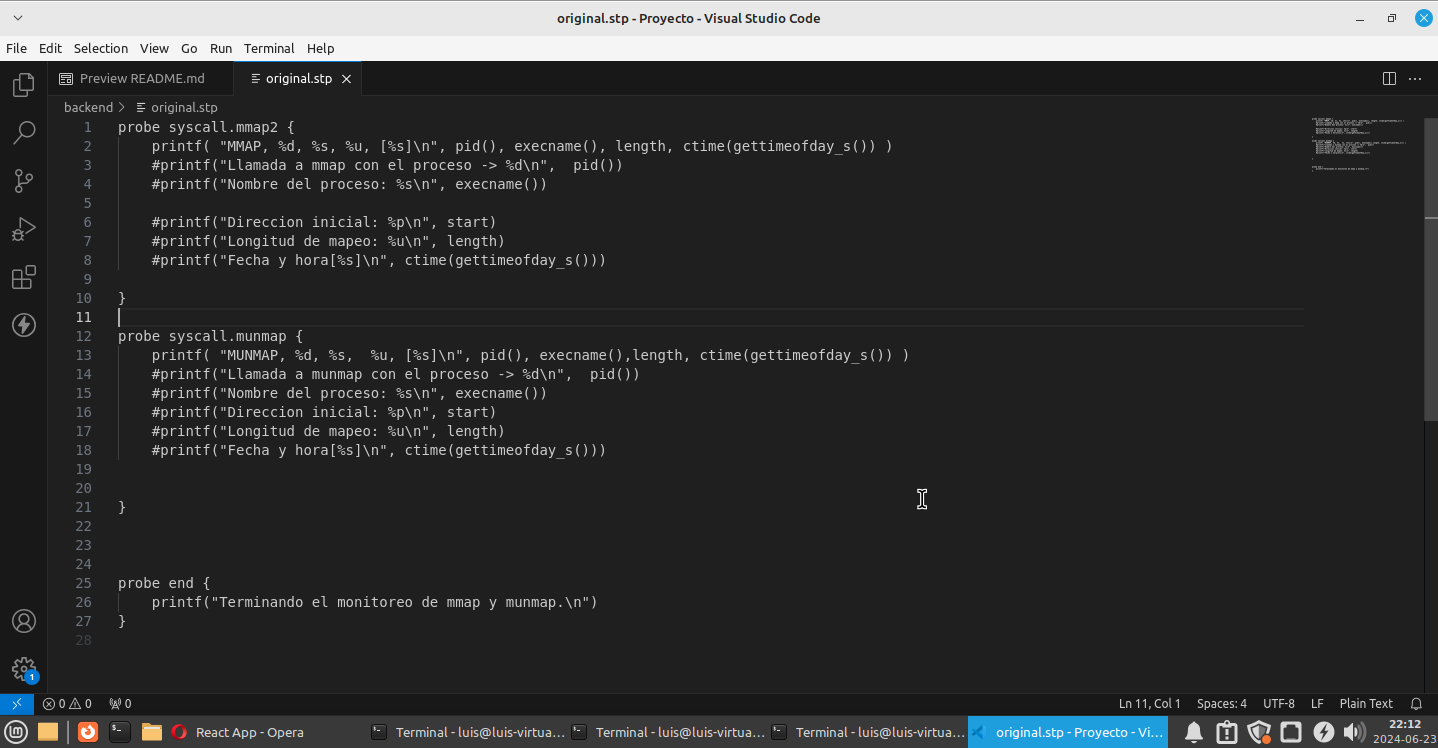 original.stp - Proyecto - Visual Studio Code
File Edit Selection View Go Run Terminal Help
Preview README.md original.stp
backend > original.stp
1 probe syscall.mmap2 {
2     printf( "MMAP, %d, %s, %u, [%s]\n", pid(), execname(), length, ctime(gettimeofday_s()) )
3     #printf("Llamada a mmap con el proceso -> %d\n",  pid())
4     #printf("Nombre del proceso: %s\n", execname())
5
6     #printf("Direccion inicial: %p\n", start)
7     #printf("Longitud de mapeo: %u\n", length)
8     #printf("Fecha y hora[%s]\n", ctime(gettimeofday_s()))
9
10 }
11
12 probe syscall.munmap {
13     printf( "MUNMAP, %d, %s,  %u, [%s]\n", pid(), execname(),length, ctime(gettimeofday_s()) )
14     #printf("Llamada a munmap con el proceso -> %d\n",  pid())
15     #printf("Nombre del proceso: %s\n", execname())
16     #printf("Direccion inicial: %p\n", start)
17     #printf("Longitud de mapeo: %u\n", length)
18     #printf("Fecha y hora[%s]\n", ctime(gettimeofday_s()))
19
20
21 }
22
23
24
25 probe end {
26     printf("Terminando el monitoreo de mmap y munmap.\n")
27 }
28
1
0 0 0 Ln 11, Col 1 Spaces: 4 UTF-8 LF Plain Text
React App - Opera Terminal - luis@luis-virtua... Terminal - luis@luis-virtua... Terminal - luis@luis-virtua... original.stp - Proyecto - Vi... 22:12
2024-06-23